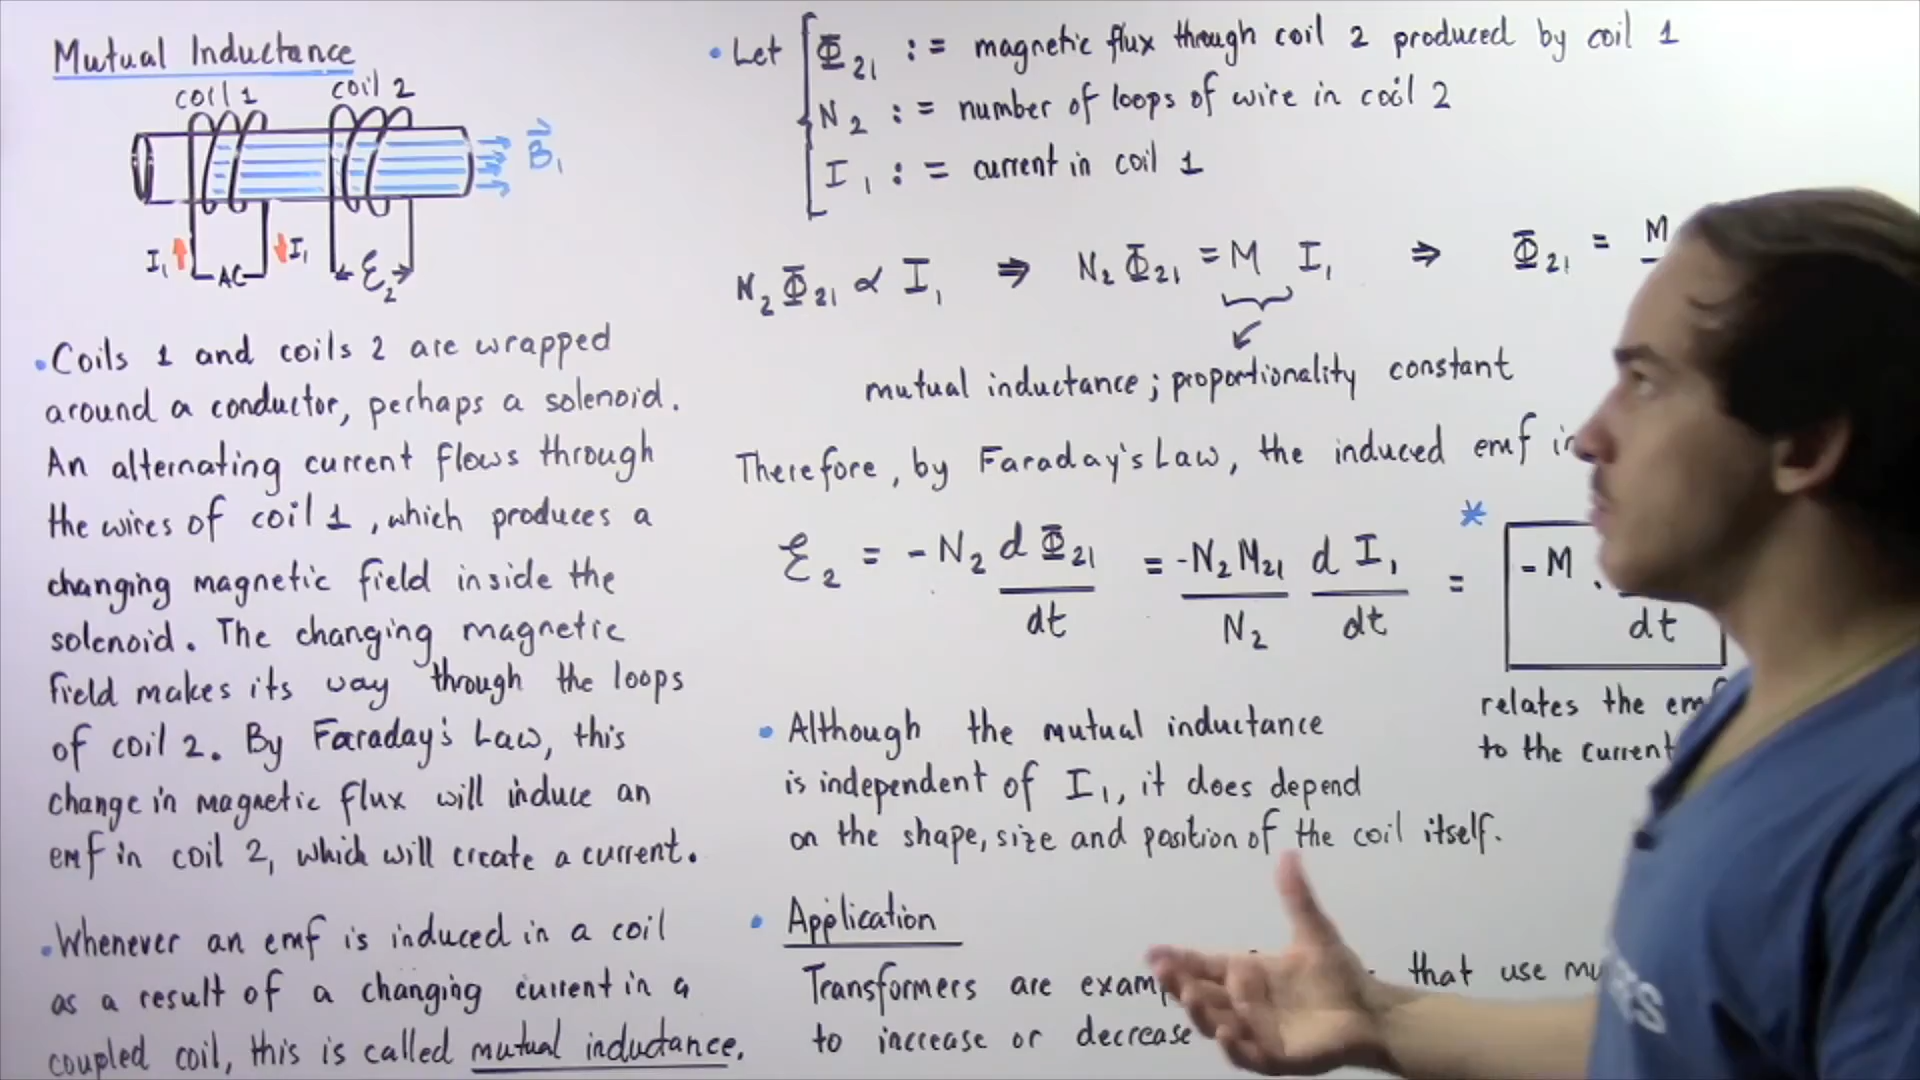 Mutual Inductance
coil 1
coil 2
B₁
I₁
AC
I₁
ℰ₂
• Coils 1 and coils 2 are wrapped
around a conductor, perhaps a solenoid.
An alternating current flows through
the wires of coil 1, which produces a
changing magnetic field inside the
solenoid. The changing magnetic
field makes its way through the loops
of coil 2. By Faraday's Law, this
change in magnetic flux will induce an
emf in coil 2, which will create a current.
• Whenever an emf is induced in a coil
as a result of a changing current in a
coupled coil, this is called mutual inductance.
• Let
Φ₂₁ := magnetic flux through coil 2 produced by coil 1
N₂ := number of loops of wire in coil 2
I₁ := current in coil 1
N₂Φ₂₁ ∝ I₁ ⇒ N₂Φ₂₁ = M I₁ ⇒ Φ₂₁ = M
mutual inductance; proportionality constant
Therefore, by Faraday's Law, the induced emf in
ℰ₂ = -N₂ dΦ₂₁/dt = -N₂M₂₁/N₂ dI₁/dt = * -M · dt
relates the emf
to the current
• Although the mutual inductance
is independent of I₁, it does depend
on the shape, size and position of the coil itself.
• Application
Transformers are that use
to increase or decrease